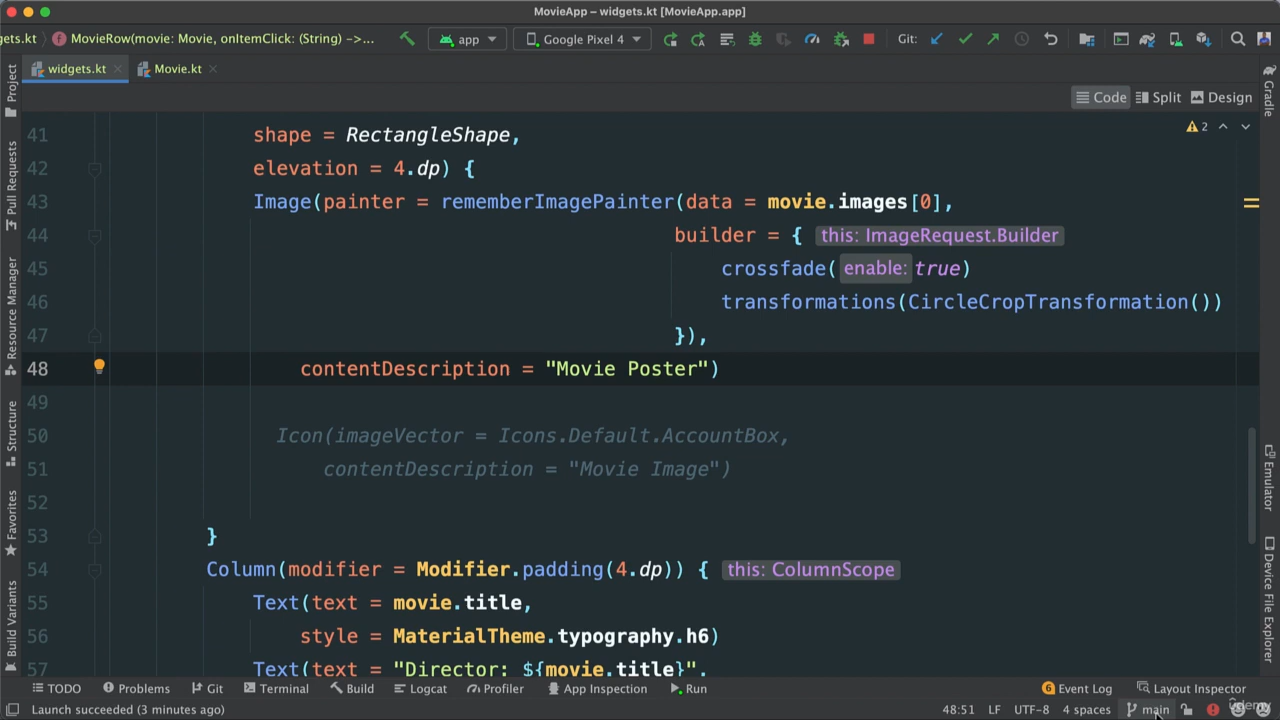 MovieApp – widgets.kt [MovieApp.app]
ets.kt MovieRow(movie: Movie, onItemClick: (String) ->... app Google Pixel 4 Git:
widgets.kt Movie.kt
Code Split Design
2
41 shape = RectangleShape,
42 elevation = 4.dp) {
43 Image(painter = rememberImagePainter(data = movie.images[0],
44 builder = { this: ImageRequest.Builder
45 crossfade( enable: true)
46 transformations(CircleCropTransformation())
47 }),
48 contentDescription = "Movie Poster")
49
50 Icon(imageVector = Icons.Default.AccountBox,
51 contentDescription = "Movie Image")
52
53 }
54 Column(modifier = Modifier.padding(4.dp)) { this: ColumnScope
55 Text(text = movie.title,
56 style = MaterialTheme.typography.h6)
57 Text(text = "Director: ${movie.title}",
Project
Pull Requests
Resource Manager
Structure
Favorites
Build Variants
Gradle
Emulator
Device File Explorer
TODO Problems Git Terminal Build Logcat Profiler App Inspection Run 6 Event Log Layout Inspector
Launch succeeded (3 minutes ago) 48:51 LF UTF-8 4 spaces main
udemy